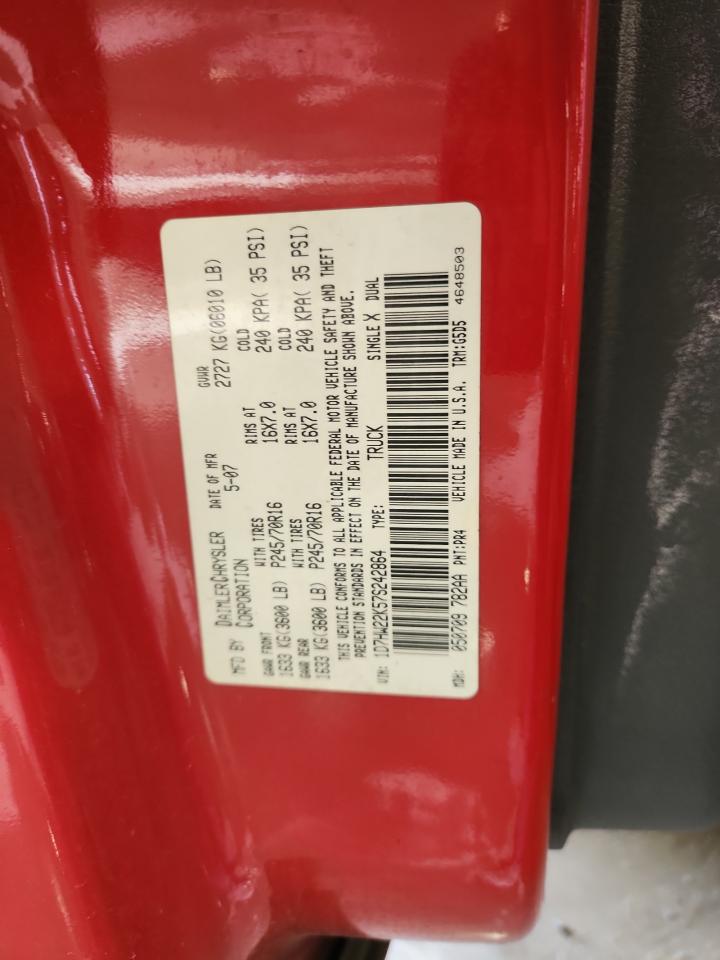 MFD BY DAIMLERCHRYSLER CORPORATION DATE OF MFR 5-07 GVWR 2727 KG(06010 LB)
GAWR FRONT WITH TIRES RIMS AT COLD
1633 KG(3600 LB) P245/70R16 16X7.0 240 KPA( 35 PSI)
GAWR REAR WITH TIRES RIMS AT COLD
1633 KG(3600 LB) P245/70R16 16X7.0 240 KPA( 35 PSI)
THIS VEHICLE CONFORMS TO ALL APPLICABLE FEDERAL MOTOR VEHICLE SAFETY AND THEFT
PREVENTION STANDARDS IN EFFECT ON THE DATE OF MANUFACTURE SHOWN ABOVE.
VIN: 1D7HW22K57S242864 TYPE: TRUCK SINGLE X DUAL
MDH: 050709 782AA PNT:PR4 VEHICLE MADE IN U.S.A. TRM:G5D5 4648503